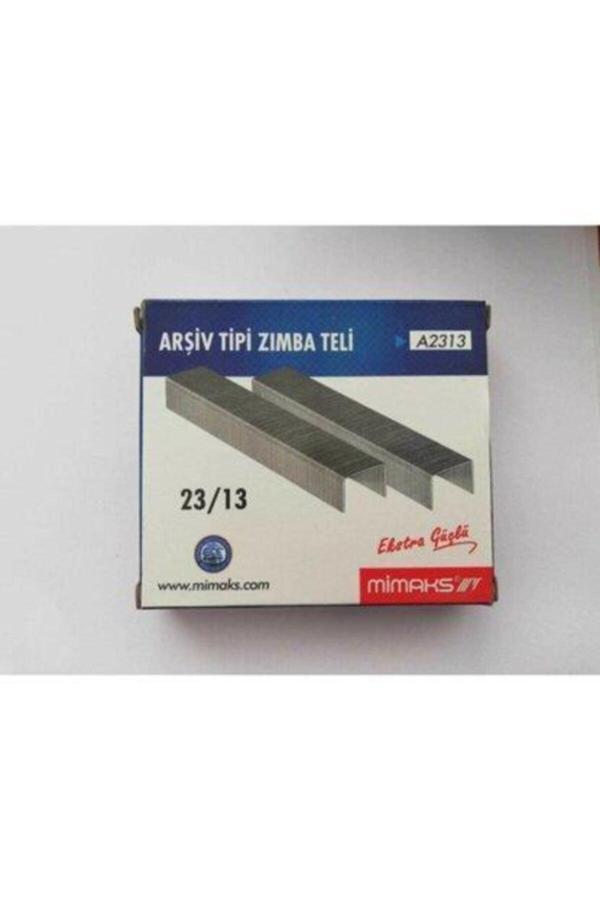 ARŞİV TİPİ ZIMBA TELİ
A2313
23/13
Ekstra Güçlü
www.mimaks.com
mimaks